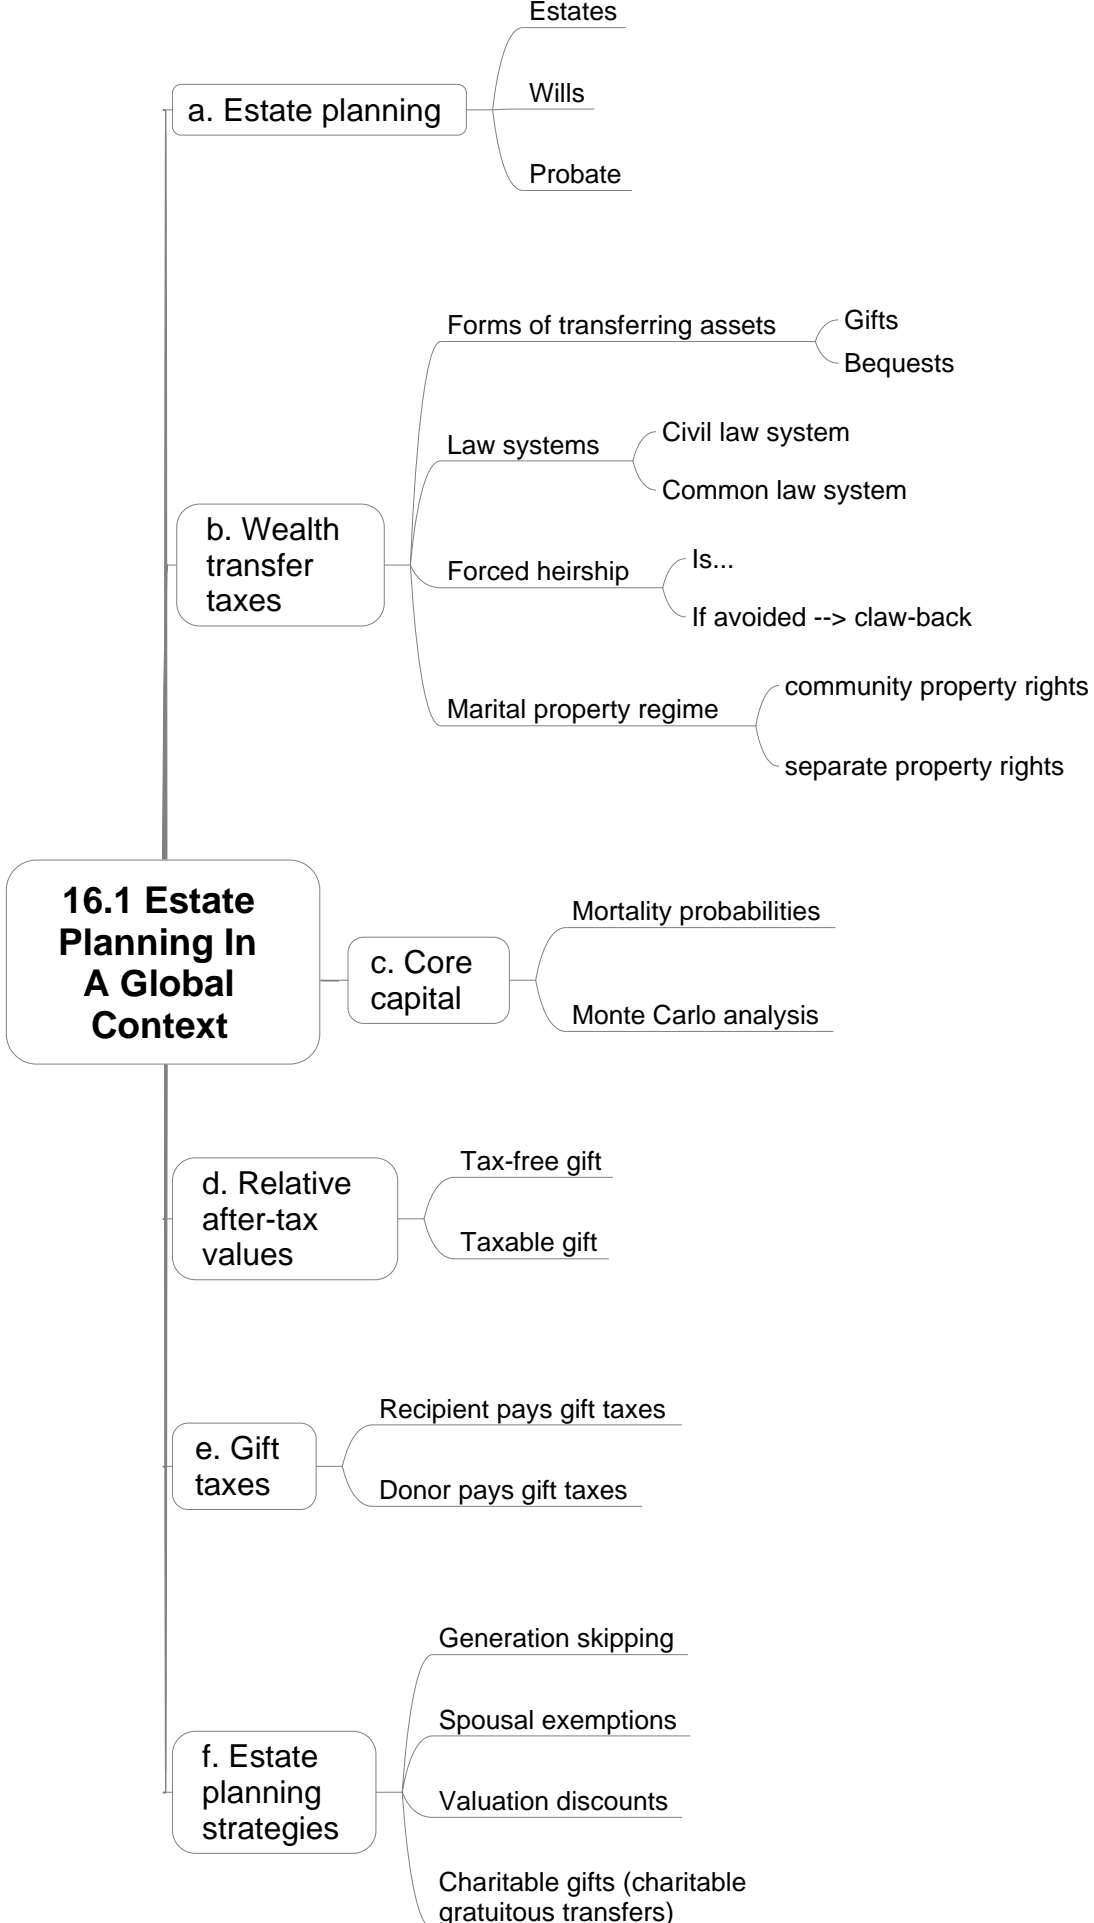 Estates
a. Estate planning
Wills
Probate
Forms of transferring assets
Gifts
Bequests
Law systems
Civil law system
Common law system
b. Wealth
transfer
taxes
Forced heirship
Is...
If avoided --> claw-back
Marital property regime
community property rights
separate property rights
16.1 Estate
Planning In
A Global
Context
c. Core
capital
Mortality probabilities
Monte Carlo analysis
d. Relative
after-tax
values
Tax-free gift
Taxable gift
e. Gift
taxes
Recipient pays gift taxes
Donor pays gift taxes
f. Estate
planning
strategies
Generation skipping
Spousal exemptions
Valuation discounts
Charitable gifts (charitable
gratuitous transfers)